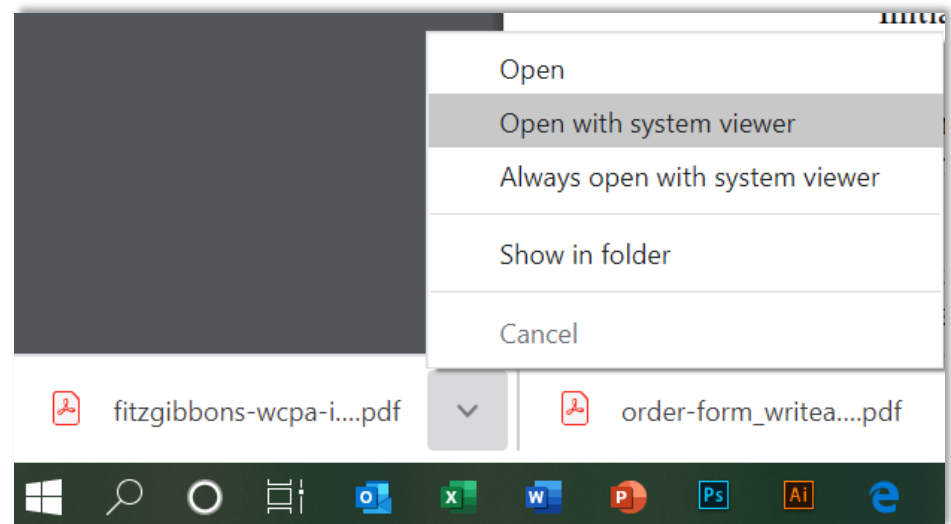 Open
Open with system viewer
Always open with system viewer
Show in folder
Cancel
fitzgibbons-wcpa-i....pdf
order-form_writea....pdf